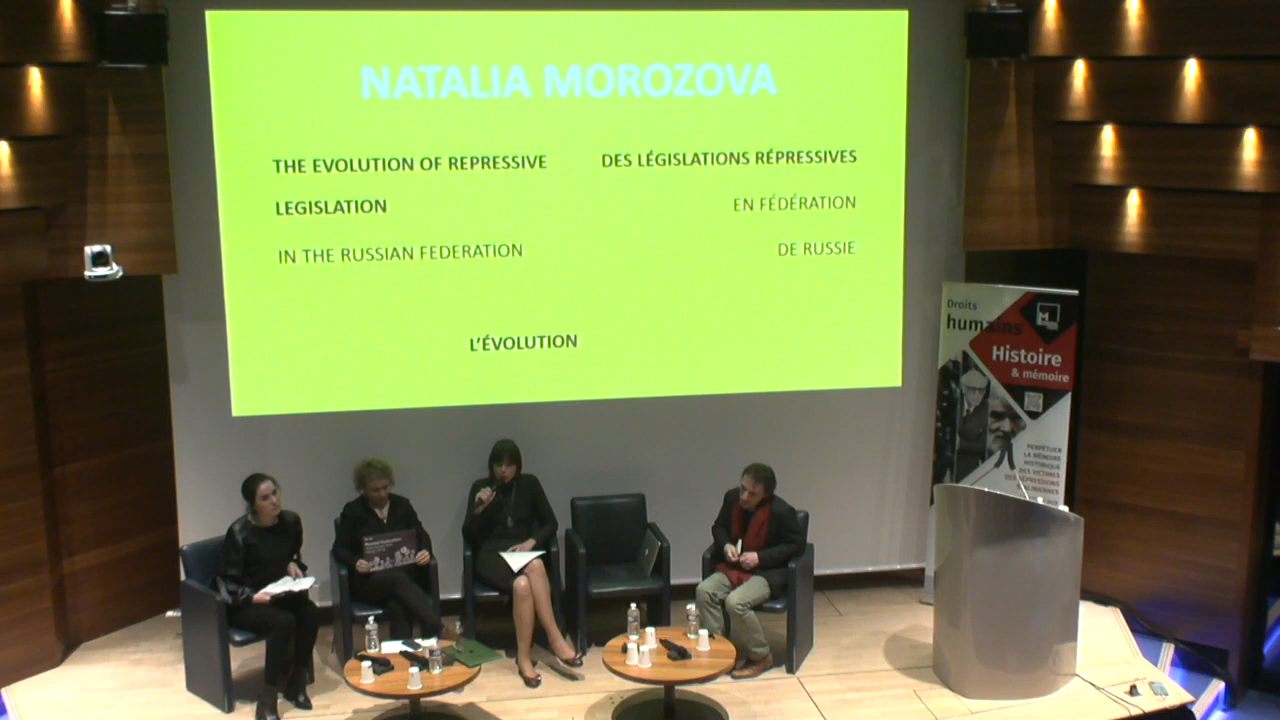 NATALIA MOROZOVA
THE EVOLUTION OF REPRESSIVE
LEGISLATION
IN THE RUSSIAN FEDERATION
DES LÉGISLATIONS RÉPRESSIVES
EN FÉDÉRATION
DE RUSSIE
L'ÉVOLUTION
Droits
humains
Histoire
& mémoire
PERPÉTUER
LA MÉMOIRE
HISTORIQUE
DES VICTIMES